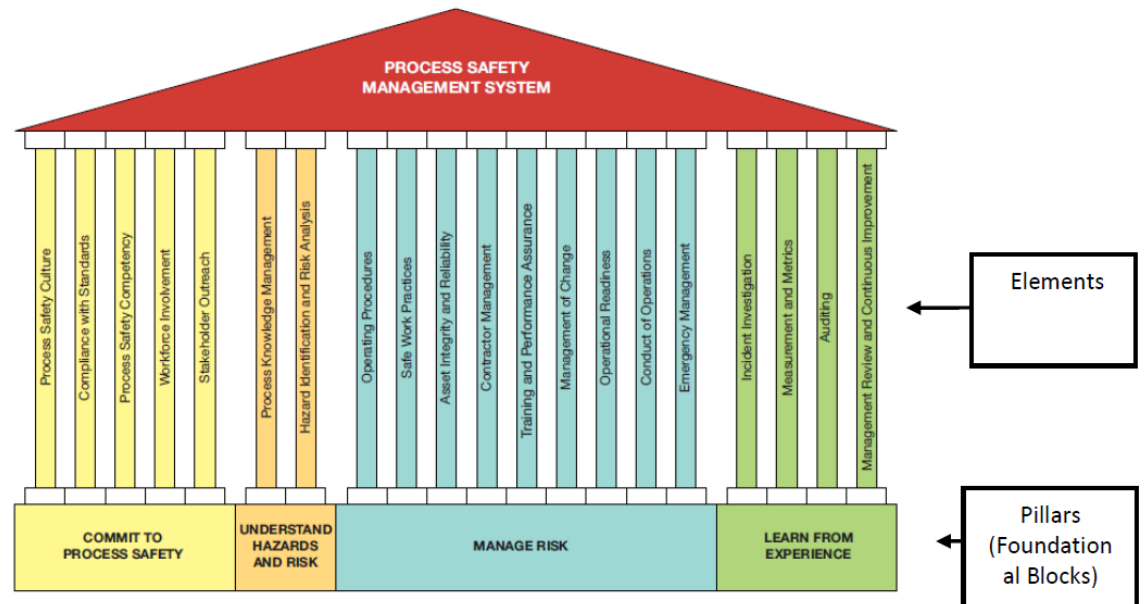 PROCESS SAFETY
MANAGEMENT SYSTEM
Process Safety Culture
Compliance with Standards
Process Safety Competency
Workforce Involvement
Stakeholder Outreach
Process Knowledge Management
Hazard Identification and Risk Analysis
Operating Procedures
Safe Work Practices
Asset Integrity and Reliability
Contractor Management
Training and Performance Assurance
Management of Change
Operational Readiness
Conduct of Operations
Emergency Management
Incident Investigation
Measurement and Metrics
Auditing
Management Review and Continuous Improvement
Elements
COMMIT TO
PROCESS SAFETY
UNDERSTAND
HAZARDS
AND RISK
MANAGE RISK
LEARN FROM
EXPERIENCE
Pillars
(Foundation
al Blocks)